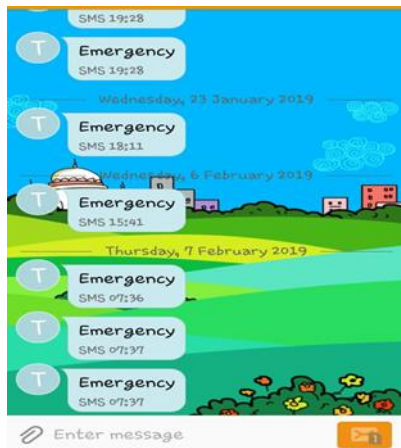 SMS 19:28
T
Emergency
SMS 19:28
Wednesday, 23 January 2019
T
Emergency
SMS 18:11
Wednesday, 6 February 2019
T
Emergency
SMS 15:41
Thursday, 7 February 2019
T
Emergency
SMS 07:36
T
Emergency
SMS 07:37
T
Emergency
SMS 07:37
Enter message
1